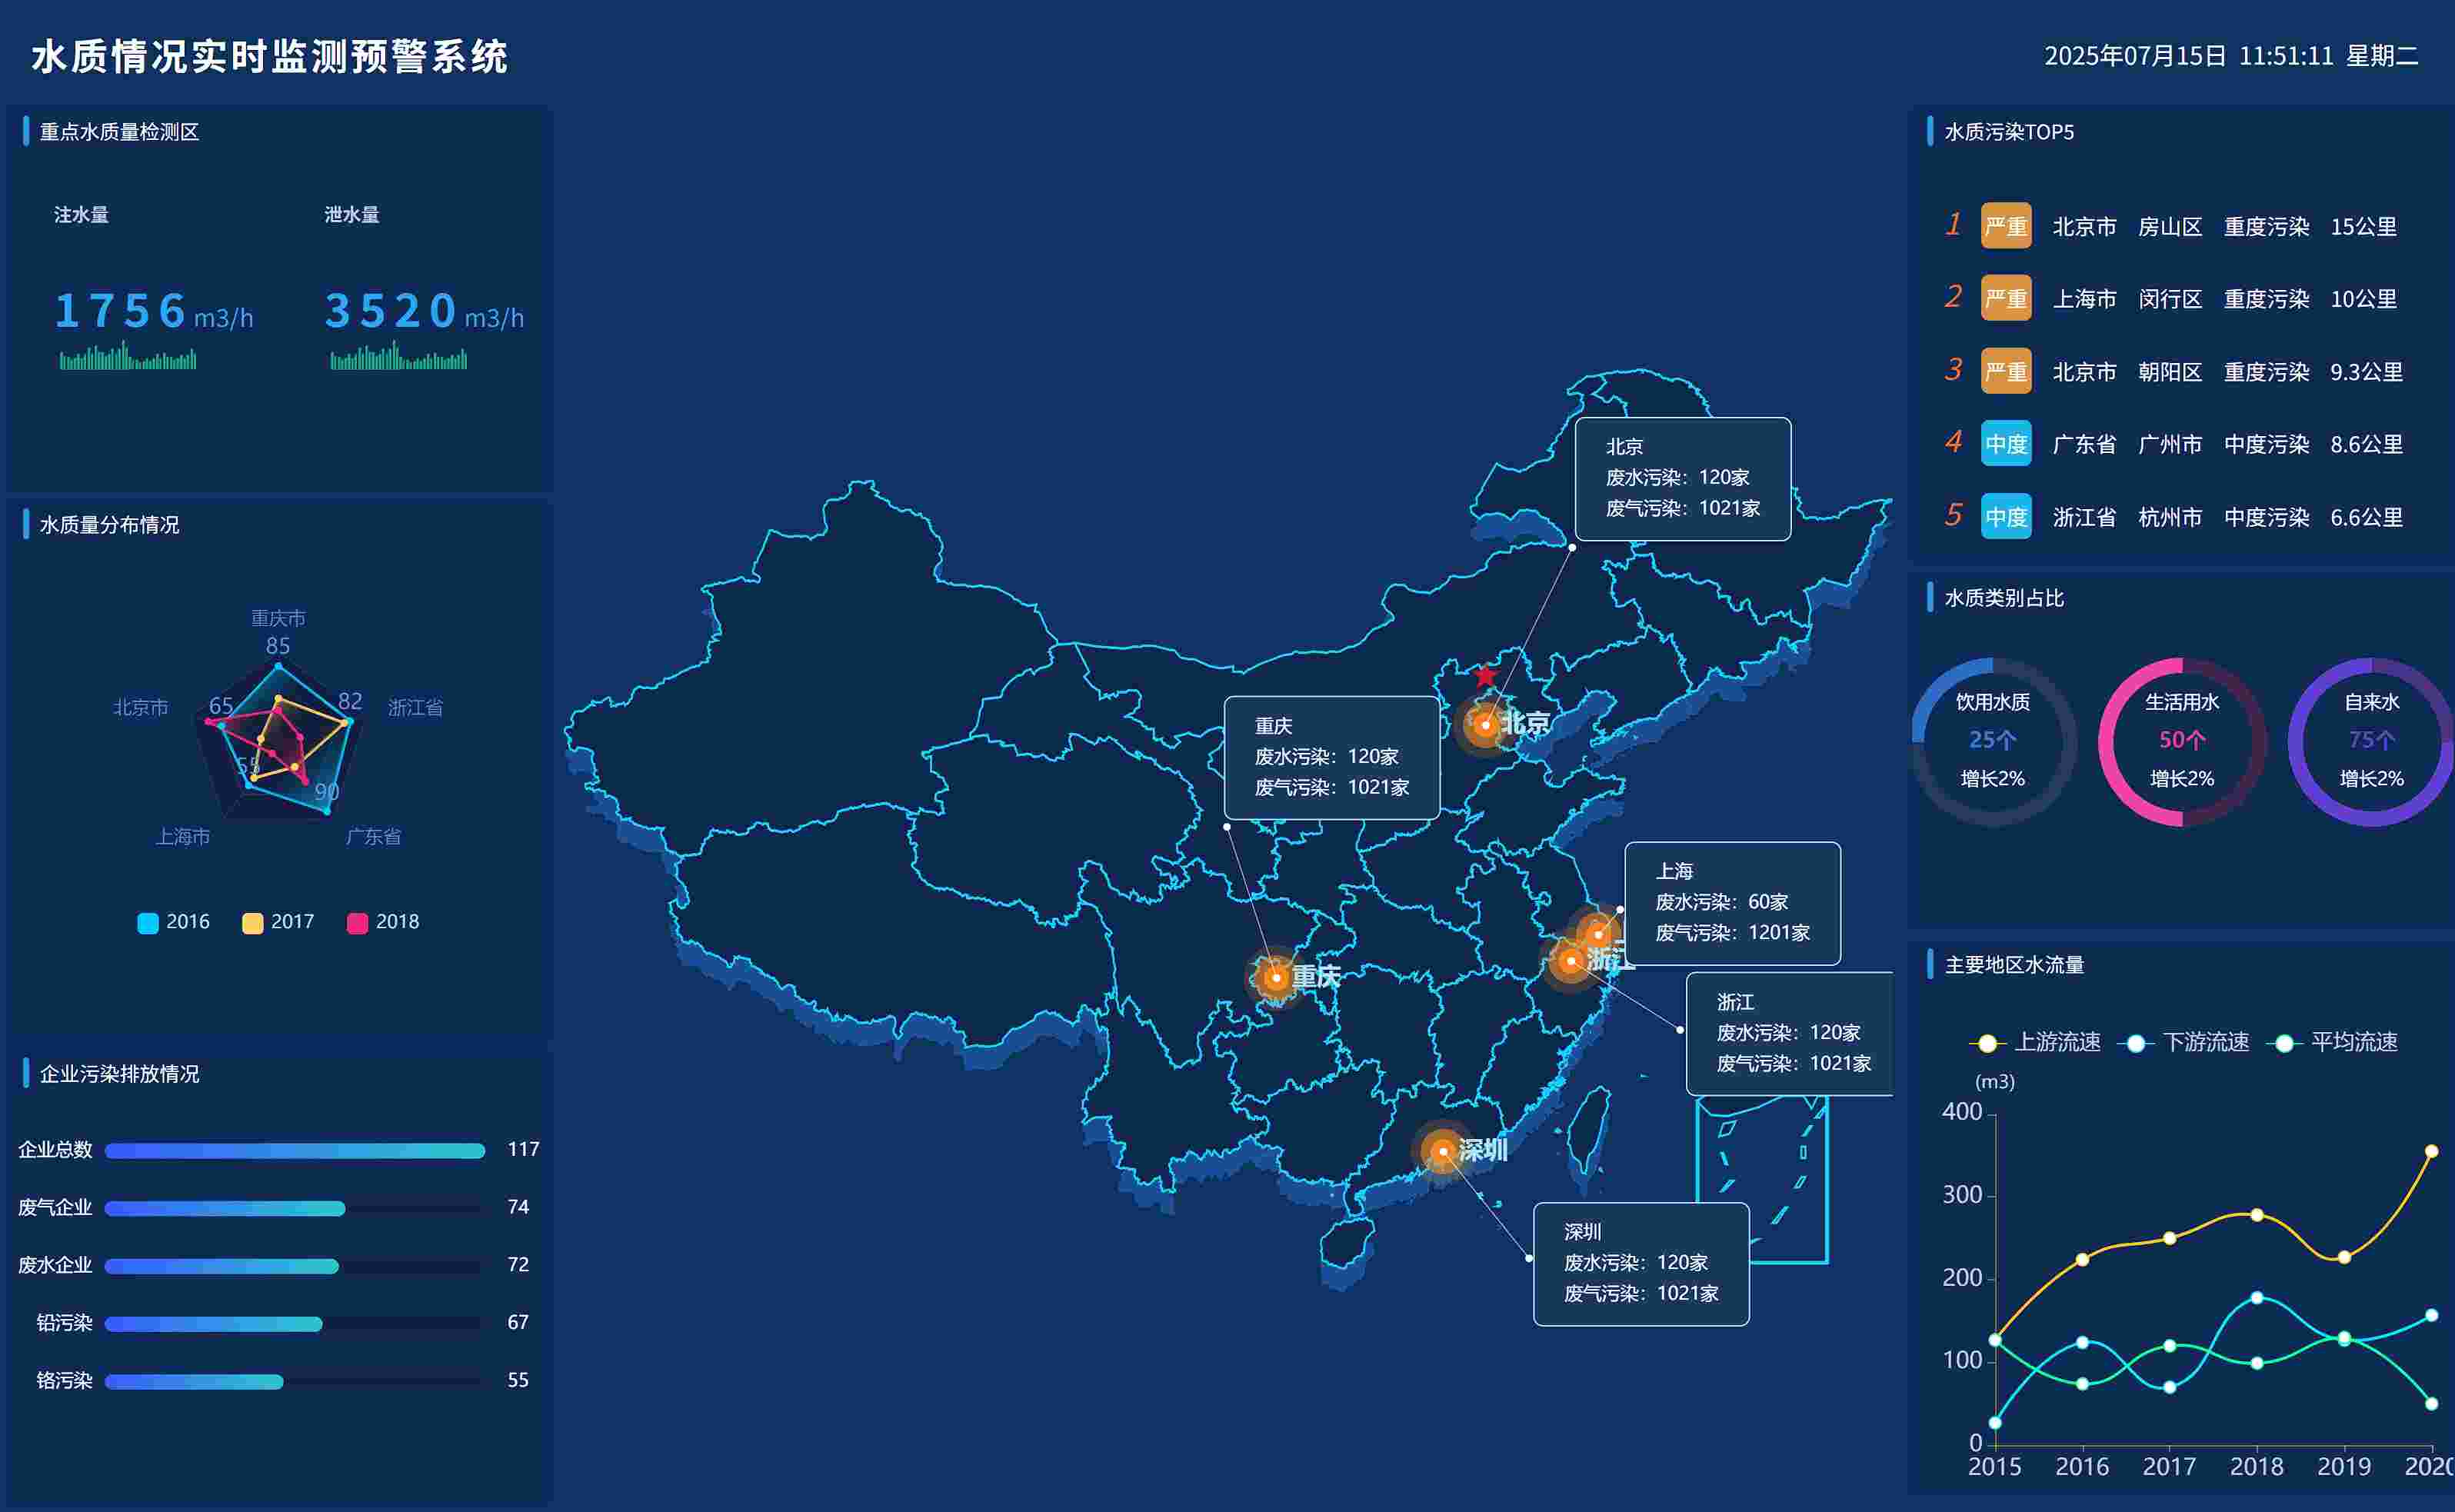 水质情况实时监测预警系统
2025年07月15日 11:51:11 星期二
重点水质量检测区
注水量 泄水量
1756 m3/h 3520 m3/h
水质量分布情况
重庆市
85
北京市 65 82 浙江省
55 90
上海市 广东省
2016 2017 2018
企业污染排放情况
企业总数 117
废气企业 74
废水企业 72
铅污染 67
铬污染 55
北京
废水污染：120家
废气污染：1021家
北京
重庆
废水污染：120家
废气污染：1021家
重庆
上海
废水污染：60家
废气污染：1201家
浙江
浙江
废水污染：120家
废气污染：1021家
深圳
深圳
废水污染：120家
废气污染：1021家
水质污染TOP5
1 严重 北京市 房山区 重度污染 15公里
2 严重 上海市 闵行区 重度污染 10公里
3 严重 北京市 朝阳区 重度污染 9.3公里
4 中度 广东省 广州市 中度污染 8.6公里
5 中度 浙江省 杭州市 中度污染 6.6公里
水质类别占比
饮用水质 生活用水 自来水
25个 50个 75个
增长2% 增长2% 增长2%
主要地区水流量
上游流速 下游流速 平均流速
(m3)
400
300
200
100
0
2015 2016 2017 2018 2019 2020